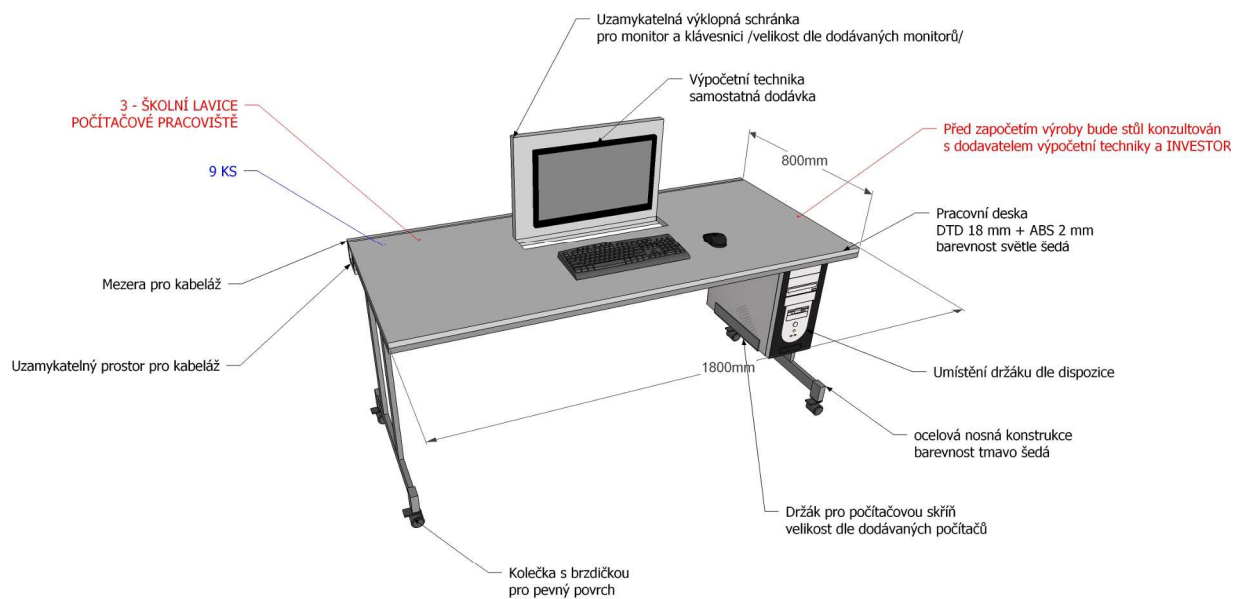 Uzamykatelná výklopná schránka
pro monitor a klávesnici /velikost dle dodávaných monitorů/
Výpočetní technika
samostatná dodávka
3 - ŠKOLNÍ LAVICE
POČÍTAČOVÉ PRACOVIŠTĚ
Před započetím výroby bude stůl konzultován
s dodavatelem výpočetní techniky a INVESTOR
800mm
9 KS
Pracovní deska
DTD 18 mm + ABS 2 mm
barevnost světle šedá
Mezera pro kabeláž
Uzamykatelný prostor pro kabeláž
1800mm
Umístění držáku dle dispozice
ocelová nosná konstrukce
barevnost tmavo šedá
Držák pro počítačovou skříň
velikost dle dodávaných počítačů
Kolečka s brzdičkou
pro pevný povrch